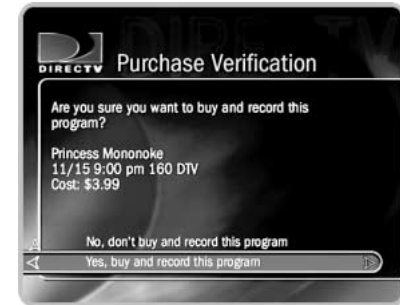 DIRECTV
Purchase Verification
Are you sure you want to buy and record this
program?
Princess Mononoke
11/15 9:00 pm 160 DTV
Cost: $3.99
No, don't buy and record this program
Yes, buy and record this program